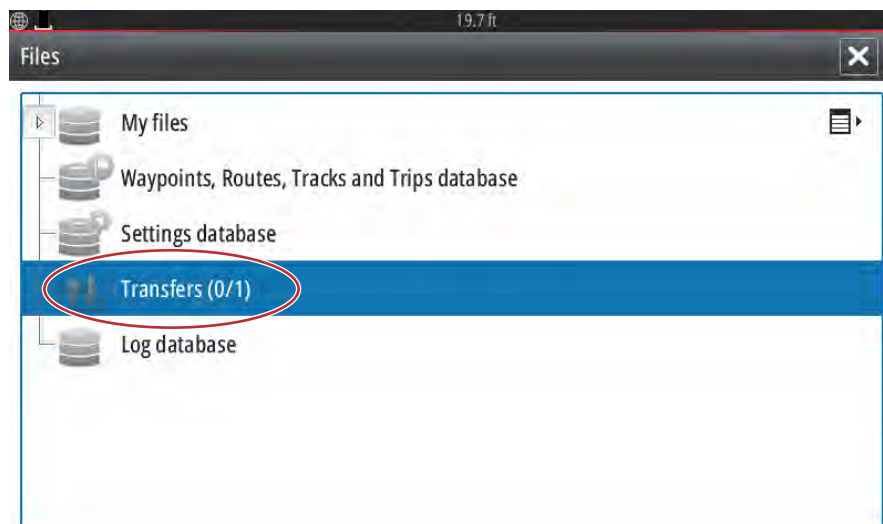 19.7 ft
Files
My files
Waypoints, Routes, Tracks and Trips database
Settings database
Transfers (0/1)
Log database